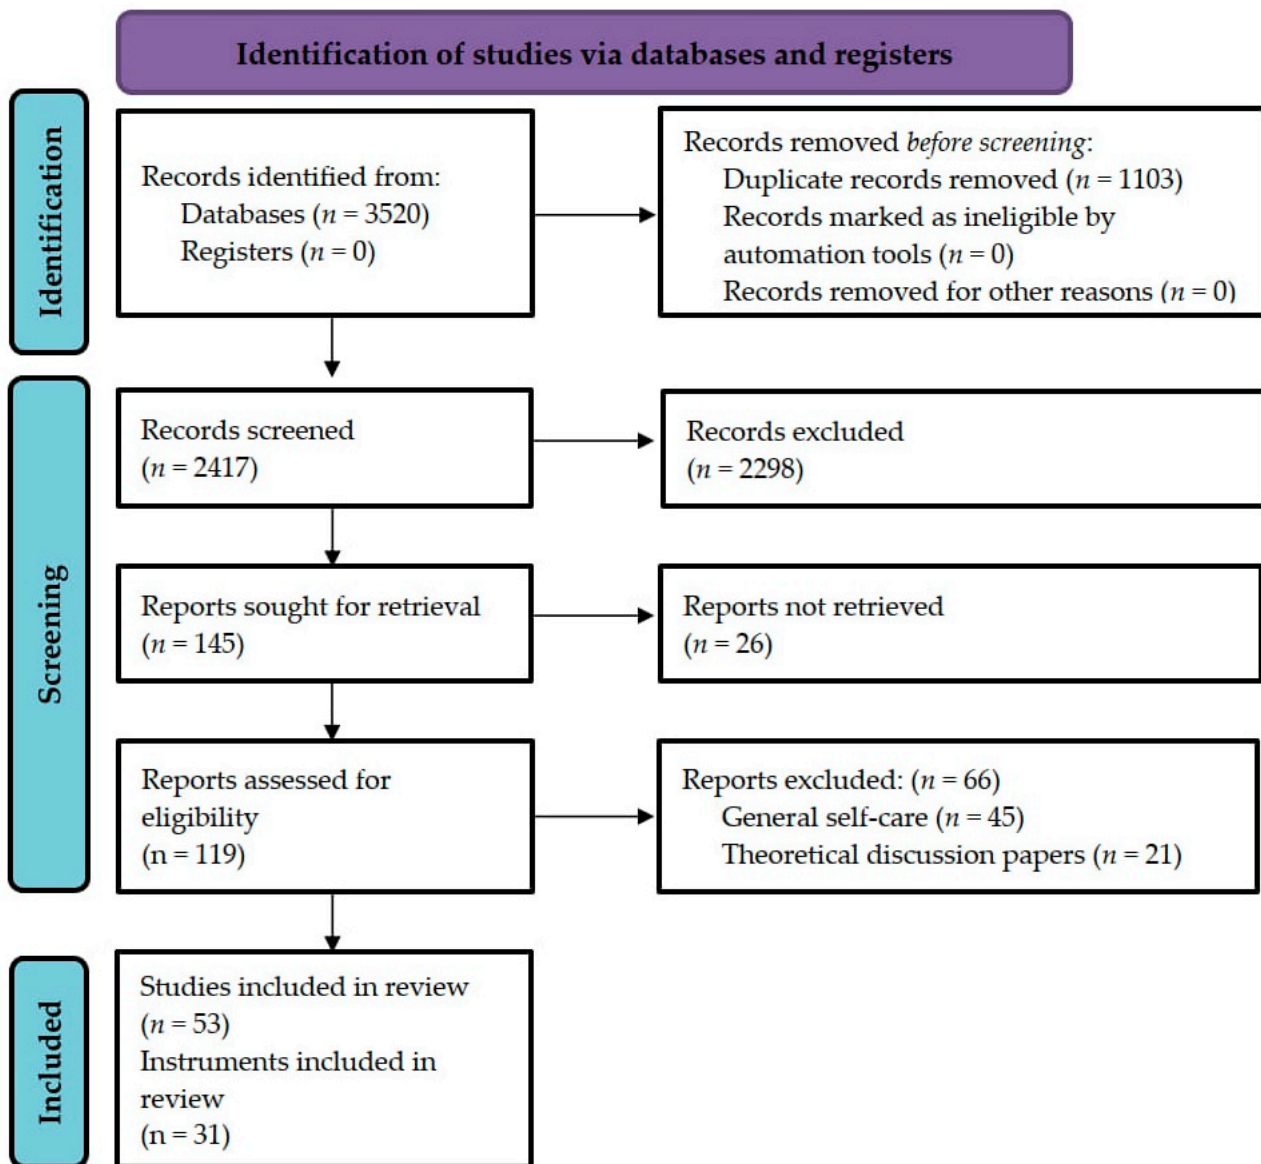 Identification of studies via databases and registers
Identification
Records identified from:
Databases (n = 3520)
Registers (n = 0)
Records removed before screening:
Duplicate records removed (n = 1103)
Records marked as ineligible by
automation tools (n = 0)
Records removed for other reasons (n = 0)
Screening
Records screened
(n = 2417)
Records excluded
(n = 2298)
Reports sought for retrieval
(n = 145)
Reports not retrieved
(n = 26)
Reports assessed for
eligibility
(n = 119)
Reports excluded: (n = 66)
General self-care (n = 45)
Theoretical discussion papers (n = 21)
Included
Studies included in review
(n = 53)
Instruments included in
review
(n = 31)